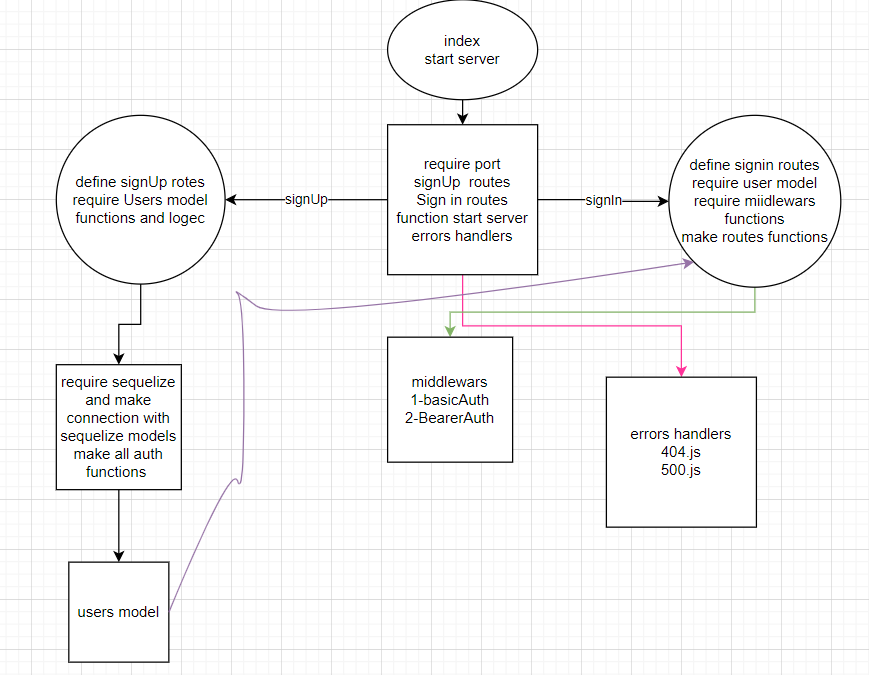 index
start server
require port
signUp  routes
Sign in routes
function start server
errors handlers
define signUp rotes
require Users model
functions and logec
signUp
signIn
define signin routes
require user model
require miidlewars
functions
make routes functions
require sequelize
and make
connection with
sequelize models
make all auth
functions
middlewars
1-basicAuth
2-BearerAuth
errors handlers
404.js
500.js
users model